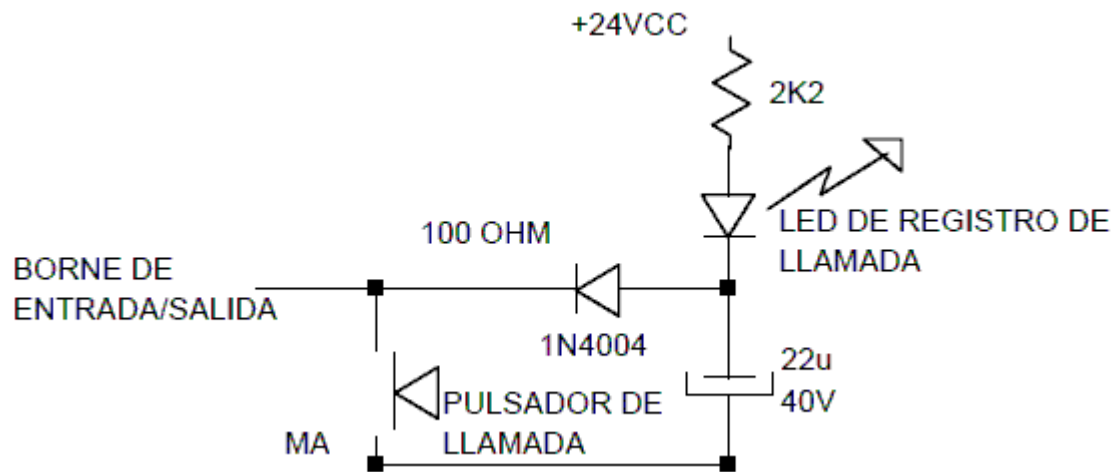 +24VCC
2K2
LED DE REGISTRO DE
LLAMADA
100 OHM
BORNE DE
ENTRADA/SALIDA
1N4004
22u
40V
PULSADOR DE
LLAMADA
MA